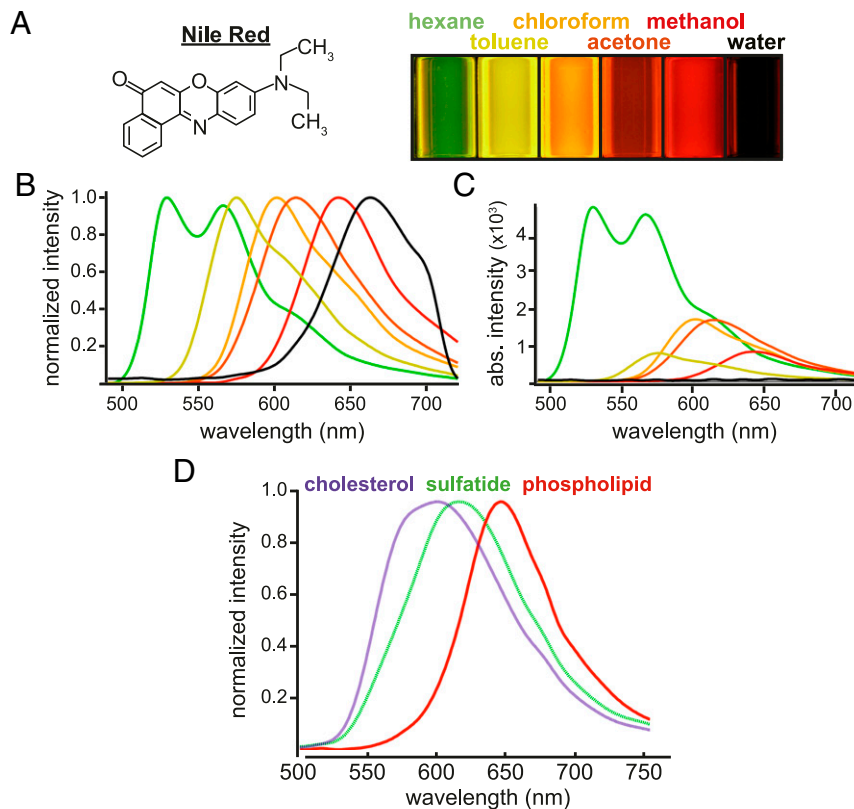 A
Nile Red
O
O
N
N
CH3
CH3
hexane chloroform methanol
toluene acetone water
B
normalized intensity
1.0
0.8
0.6
0.4
0.2
500 550 600 650 700
wavelength (nm)
C
abs. intensity (x10³)
4
3
2
1
500 550 600 650 700
wavelength (nm)
D
cholesterol sulfatide phospholipid
normalized intensity
1.0
0.8
0.6
0.4
0.2
500 550 600 650 700 750
wavelength (nm)